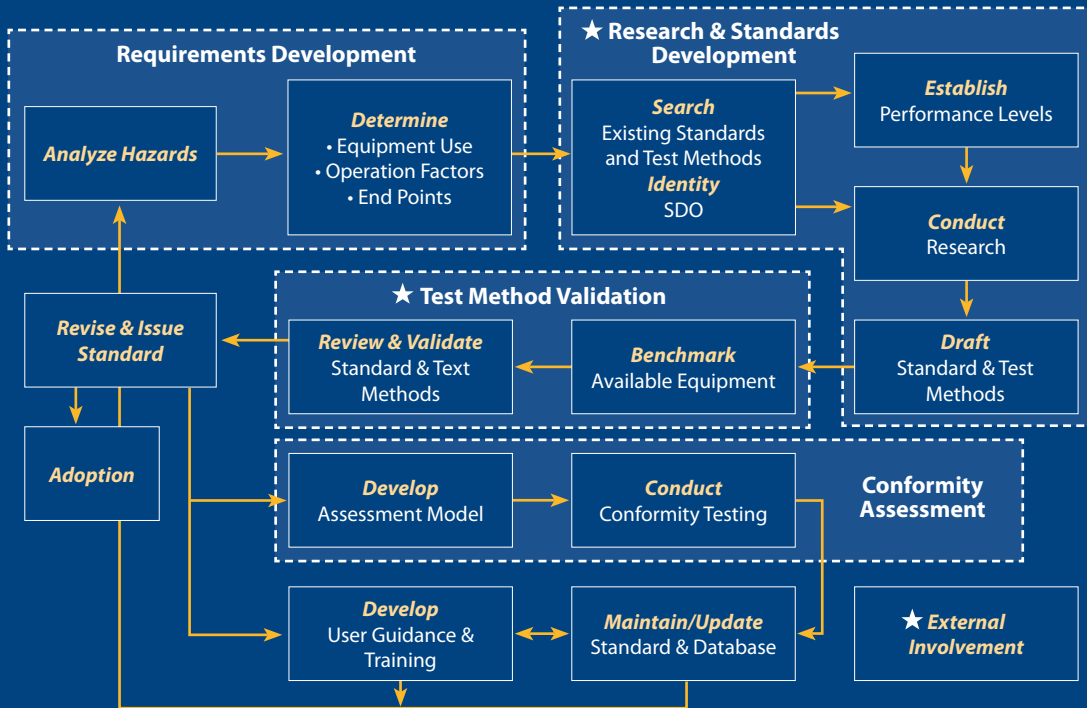 Requirements Development
Analyze Hazards
Determine
• Equipment Use
• Operation Factors
• End Points
★ Research & Standards
Development
Search
Existing Standards
and Test Methods
Identity
SDO
Establish
Performance Levels
Conduct
Research
Draft
Standard & Test
Methods
★ Test Method Validation
Benchmark
Available Equipment
Review & Validate
Standard & Text
Methods
Revise & Issue
Standard
Adoption
Conformity
Assessment
Develop
Assessment Model
Conduct
Conformity Testing
Develop
User Guidance &
Training
Maintain/Update
Standard & Database
★ External
Involvement